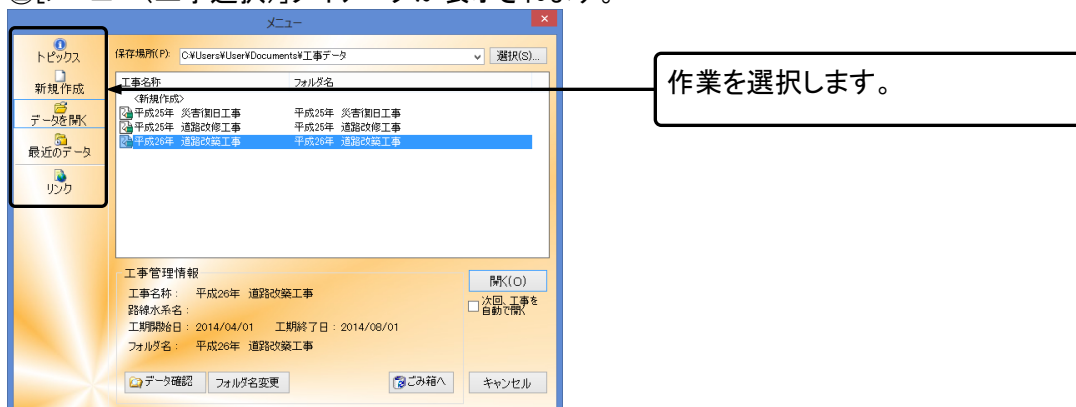 メニュー
トピックス
新規作成
データを開く
最近のデータ
リンク
保存場所(P):
C:¥Users¥User¥Documents¥工事データ
選択(S)...
工事名称 フォルダ名
<新規作成>
平成25年 災害復旧工事 平成25年 災害復旧工事
平成25年 道路改修工事 平成25年 道路改修工事
平成26年 道路改築工事 平成26年 道路改築工事
作業を選択します。
工事管理情報
工事名称: 平成26年 道路改築工事
路線水系名:
工期開始日: 2014/04/01 工期終了日: 2014/08/01
フォルダ名: 平成26年 道路改築工事
開く(O)
次回、工事を
自動で開く
データ確認
フォルダ名変更
ごみ箱へ
キャンセル